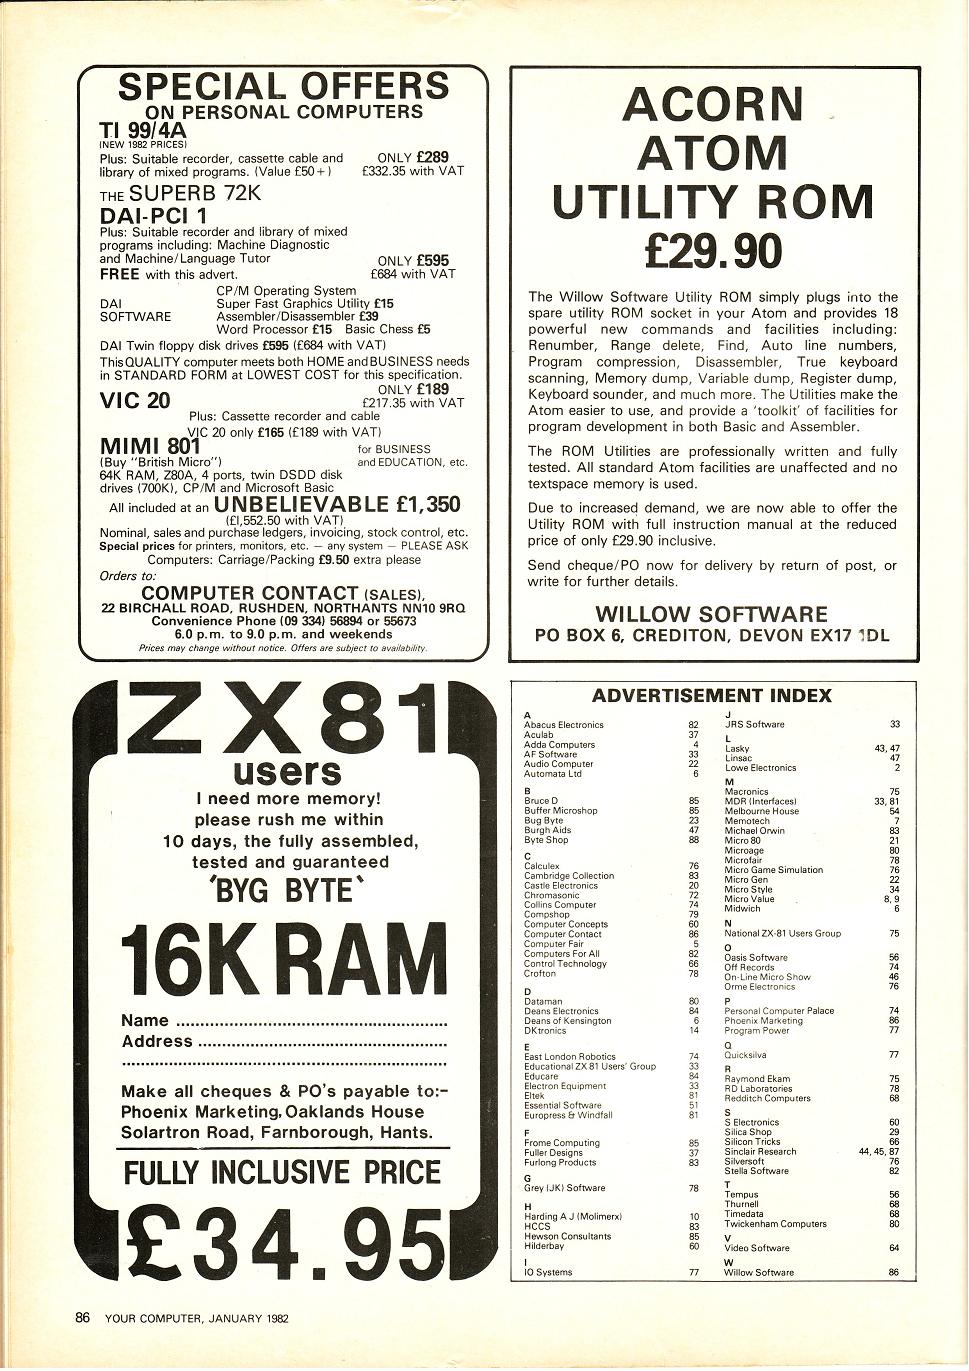 SPECIAL OFFERS
ON PERSONAL COMPUTERS
TI 99/4A
(NEW 1982 PRICES)
Plus: Suitable recorder, cassette cable and ONLY £289
library of mixed programs. (Value £50+) £332.35 with VAT
THE SUPERB 72K
DAI-PCI 1
Plus: Suitable recorder and library of mixed
programs including: Machine Diagnostic
and Machine/Language Tutor ONLY £595
FREE with this advert. £684 with VAT
CP/M Operating System
DAI Super Fast Graphics Utility £15
SOFTWARE Assembler/Disassembler £39
Word Processor £15 Basic Chess £5
DAI Twin floppy disk drives £595 (£684 with VAT)
This QUALITY computer meets both HOME and BUSINESS needs
in STANDARD FORM at LOWEST COST for this specification.
VIC 20 ONLY £189
£217.35 with VAT
Plus: Cassette recorder and cable
VIC 20 only £165 (£189 with VAT)
MIMI 801 for BUSINESS
(Buy "British Micro") and EDUCATION, etc.
64K RAM, Z80A, 4 ports, twin DSDD disk
drives (700K), CP/M and Microsoft Basic
All included at an UNBELIEVABLE £1,350
(£1,552.50 with VAT)
Nominal, sales and purchase ledgers, invoicing, stock control, etc.
Special prices for printers, monitors, etc. — any system — PLEASE ASK
Computers: Carriage/Packing £9.50 extra please
Orders to:
COMPUTER CONTACT (SALES),
22 BIRCHALL ROAD, RUSHDEN, NORTHANTS NN10 9RQ
Convenience Phone (09 334) 56894 or 55673
6.0 p.m. to 9.0 p.m. and weekends
Prices may change without notice. Offers are subject to availability.
ACORN
ATOM
UTILITY ROM
£29.90
The Willow Software Utility ROM simply plugs into the
spare utility ROM socket in your Atom and provides 18
powerful new commands and facilities including:
Renumber, Range delete, Find, Auto line numbers,
Program compression, Disassembler, True keyboard
scanning, Memory dump, Variable dump, Register dump,
Keyboard sounder, and much more. The Utilities make the
Atom easier to use, and provide a 'toolkit' of facilities for
program development in both Basic and Assembler.
The ROM Utilities are professionally written and fully
tested. All standard Atom facilities are unaffected and no
textspace memory is used.
Due to increased demand, we are now able to offer the
Utility ROM with full instruction manual at the reduced
price of only £29.90 inclusive.
Send cheque/PO now for delivery by return of post, or
write for further details.
WILLOW SOFTWARE
PO BOX 6, CREDITON, DEVON EX17 1DL
ZX81
users
I need more memory!
please rush me within
10 days, the fully assembled,
tested and guaranteed
'BYG BYTE'
16K RAM
Name ..............................................
Address ..........................................
.......................................................
Make all cheques & PO's payable to:-
Phoenix Marketing, Oaklands House
Solartron Road, Farnborough, Hants.
FULLY INCLUSIVE PRICE
£34.95
ADVERTISEMENT INDEX
A
Abacus Electronics 82
Aculab 37
Adda Computers 4
AF Software 33
Audio Computer 22
Automata Ltd 6
B
Bruce D 85
Buffer Microshop 85
Bug Byte 23
Burgh Aids 47
Byte Shop 88
C
Calculex 76
Cambridge Collection 83
Castle Electronics 20
Chromasonic 72
Collins Computer 74
Compshop 79
Computer Concepts 60
Computer Contact 86
Computer Fair 5
Computers For All 82
Control Technology 66
Crofton 78
D
Dataman 80
Deans Electronics 84
Deans of Kensington 6
DKtronics 14
E
East London Robotics 74
Educational ZX 81 Users' Group 33
Educare 84
Electron Equipment 33
Eltek 81
Essential Software 51
Europress & Windfall 81
F
Frome Computing 85
Fuller Designs 37
Furlong Products 83
G
Grey (JK) Software 78
H
Harding A J (Molimerx) 10
HCCS 83
Hewson Consultants 85
Hilderbay 60
I
IO Systems 77
J
JRS Software 33
L
Lasky 43, 47
Linsac 47
Lowe Electronics 2
M
Macronics 75
MDR (Interfaces) 33, 81
Melbourne House 54
Memotech 7
Michael Orwin 83
Micro 80 21
Microage 80
Microfair 78
Micro Game Simulation 76
Micro Gen 22
Micro Style 34
Micro Value 8, 9
Midwich 6
N
National ZX-81 Users Group 75
O
Oasis Software 56
Off Records 74
On-Line Micro Show 46
Orme Electronics 76
P
Personal Computer Palace 74
Phoenix Marketing 86
Program Power 77
Q
Quicksilva 77
R
Raymond Ekam 75
RD Laboratories 78
Redditch Computers 68
S
S Electronics 60
Silica Shop 29
Silicon Tricks 66
Sinclair Research 44, 45, 87
Silversoft 76
Stella Software 82
T
Tempus 56
Thurnell 68
Timedata 68
Twickenham Computers 80
V
Video Software 64
W
Willow Software 86
86 YOUR COMPUTER, JANUARY 1982